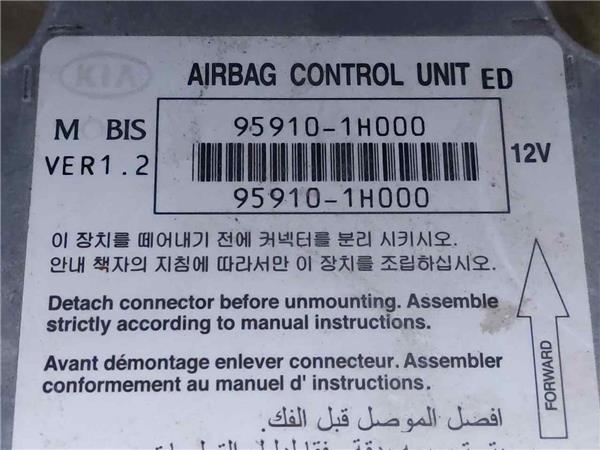 KIA
AIRBAG CONTROL UNIT ED
MOBIS
VER1.2
95910-1H000
95910-1H000
12V
이 장치를 떼어내기 전에 커넥터를 분리 시키시오.
안내 책자의 지침에 따라서만 이 장치를 조립하십시오.
Detach connector before unmounting. Assemble
strictly according to manual instructions.
Avant démontage enlever connecteur. Assembler
conformement au manuel d' instructions.
FORWARD
افصل الموصل قبل الفك.